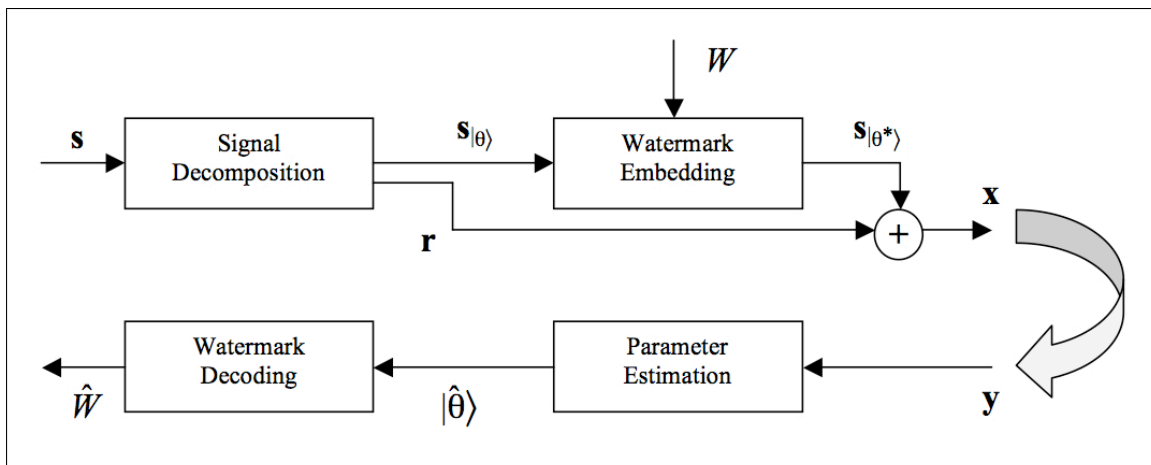 W
s
Signal
Decomposition
s|θ⟩
Watermark
Embedding
s|θ*⟩
x
r
+
Watermark
Decoding
Parameter
Estimation
Ŵ
|θ̂⟩
y